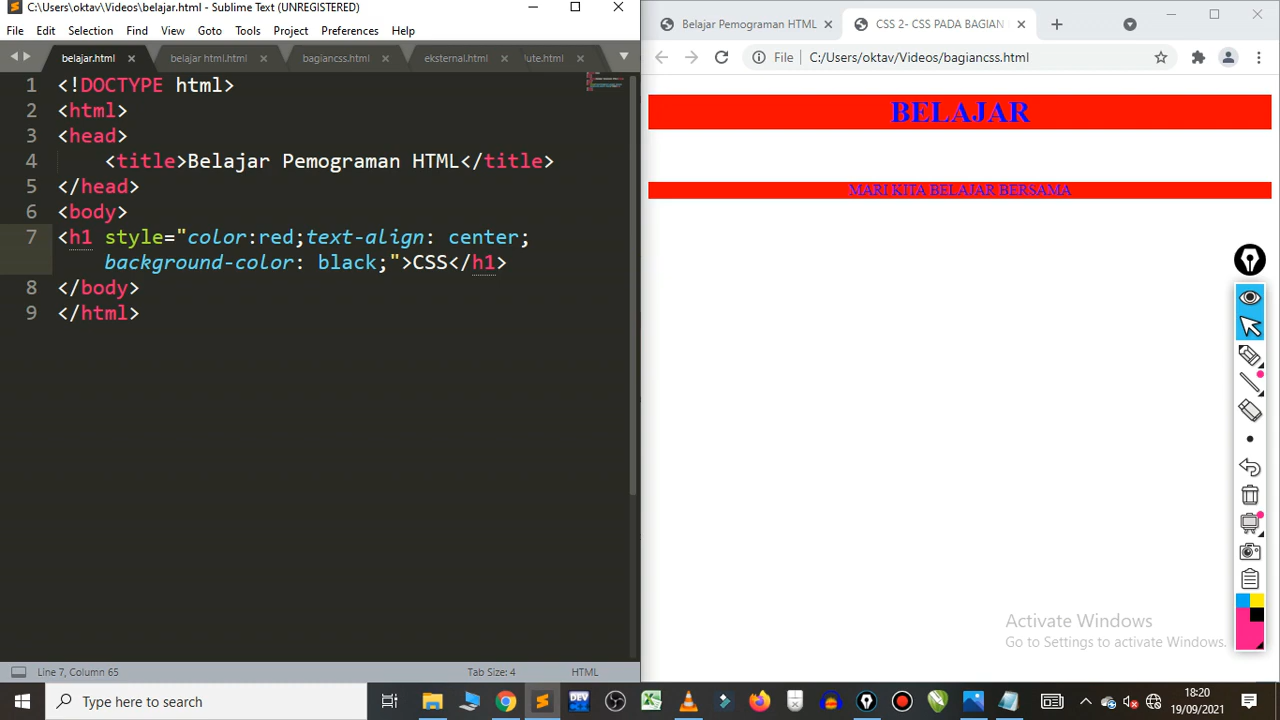 C:\Users\oktav\Videos\belajar.html - Sublime Text (UNREGISTERED)
File Edit Selection Find View Goto Tools Project Preferences Help
belajar.html belajar html.html bagiancss.html eksternal.html lute.html
1 <!DOCTYPE html>
2 <html>
3 <head>
4 <title>Belajar Pemograman HTML</title>
5 </head>
6 <body>
7 <h1 style="color:red;text-align: center;
background-color: black;">CSS</h1>
8 </body>
9 </html>
Line 7, Column 65 Tab Size: 4 HTML
Belajar Pemograman HTML CSS 2- CSS PADA BAGIAN
File C:/Users/oktav/Videos/bagiancss.html
BELAJAR
MARI KITA BELAJAR BERSAMA
Activate Windows
Go to Settings to activate Windows.
Type here to search
DEV
18:20
19/09/2021